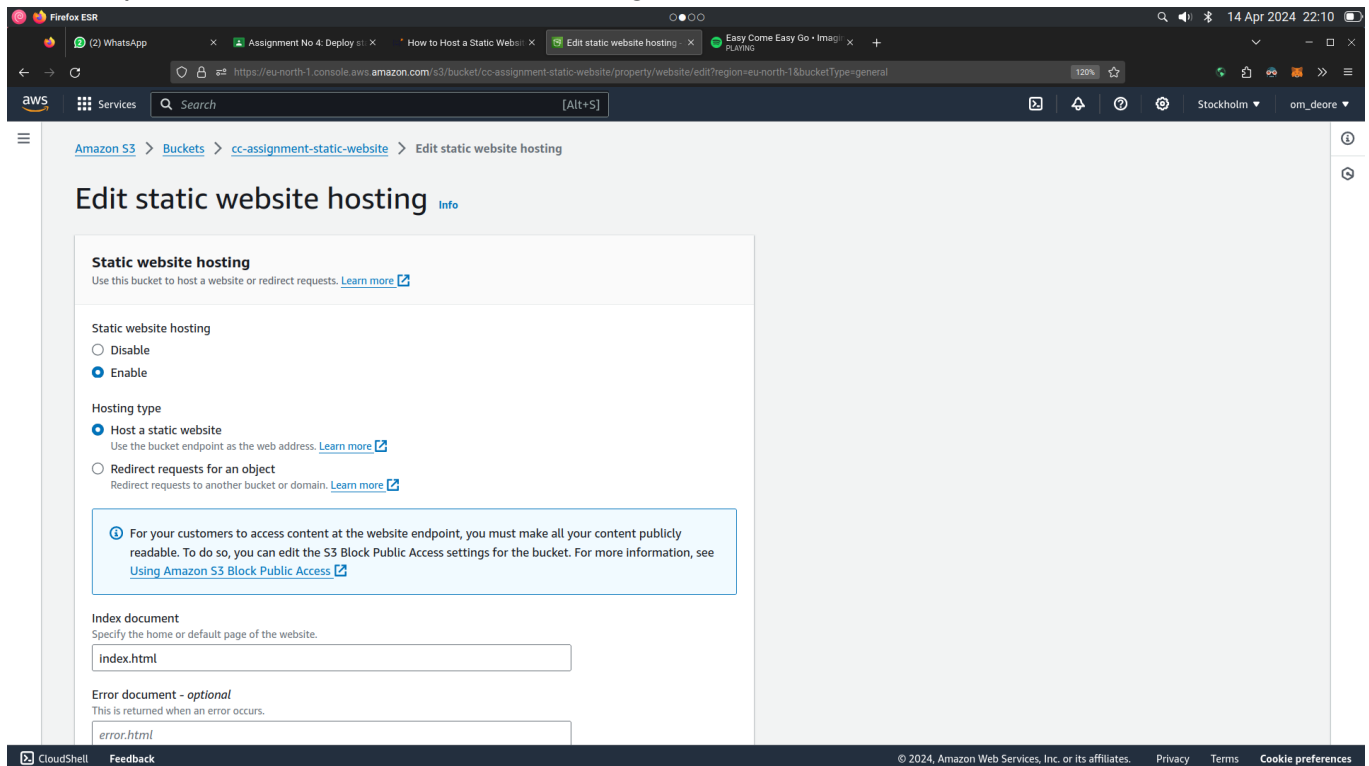 Firefox ESR
14 Apr 2024 22:10
(2) WhatsApp
Assignment No 4: Deploy st
How to Host a Static Websit
Edit static website hosting -
Easy Come Easy Go • Imagin
PLAYING
https://eu-north-1.console.aws.amazon.com/s3/bucket/cc-assignment-static-website/property/website/edit?region=eu-north-1&bucketType=general
120%
aws
Services
Search
[Alt+S]
Stockholm
om_deore
Amazon S3 > Buckets > cc-assignment-static-website > Edit static website hosting
Edit static website hosting Info
Static website hosting
Use this bucket to host a website or redirect requests. Learn more
Static website hosting
Disable
Enable
Hosting type
Host a static website
Use the bucket endpoint as the web address. Learn more
Redirect requests for an object
Redirect requests to another bucket or domain. Learn more
For your customers to access content at the website endpoint, you must make all your content publicly
readable. To do so, you can edit the S3 Block Public Access settings for the bucket. For more information, see
Using Amazon S3 Block Public Access
Index document
Specify the home or default page of the website.
index.html
Error document - optional
This is returned when an error occurs.
error.html
CloudShell Feedback
© 2024, Amazon Web Services, Inc. or its affiliates. Privacy Terms Cookie preferences